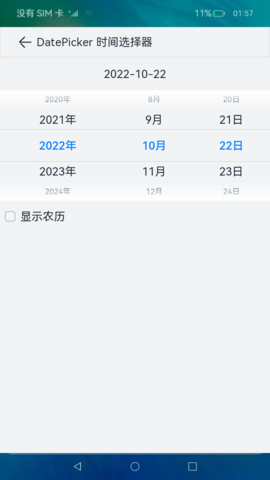 没有 SIM 卡 11% 01:57
DatePicker 时间选择器
2022-10-22
2020年 8月 20日
2021年 9月 21日
2022年 10月 22日
2023年 11月 23日
2024年 12月 24日
显示农历